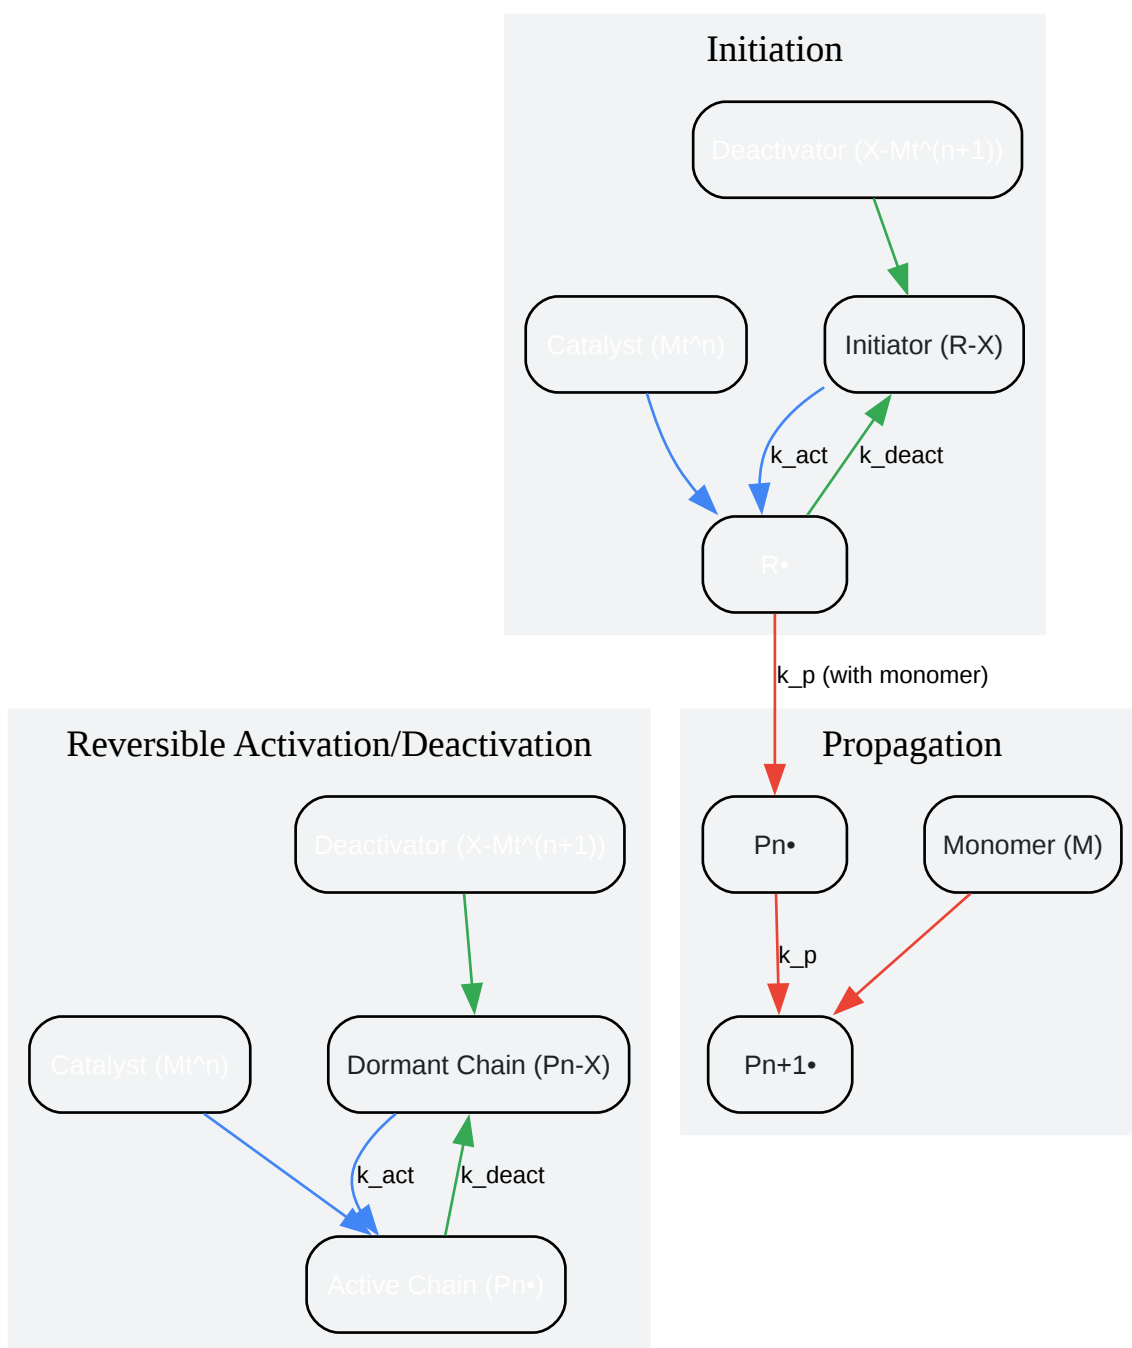 Initiation
Deactivator (X-Mt^(n+1))
Catalyst (Mt^n)
Initiator (R-X)
k_act
k_deact
R•
k_p (with monomer)
Reversible Activation/Deactivation
Deactivator (X-Mt^(n+1))
Catalyst (Mt^n)
Dormant Chain (Pn-X)
k_act
k_deact
Active Chain (Pn•)
Propagation
Pn•
Monomer (M)
k_p
Pn+1•